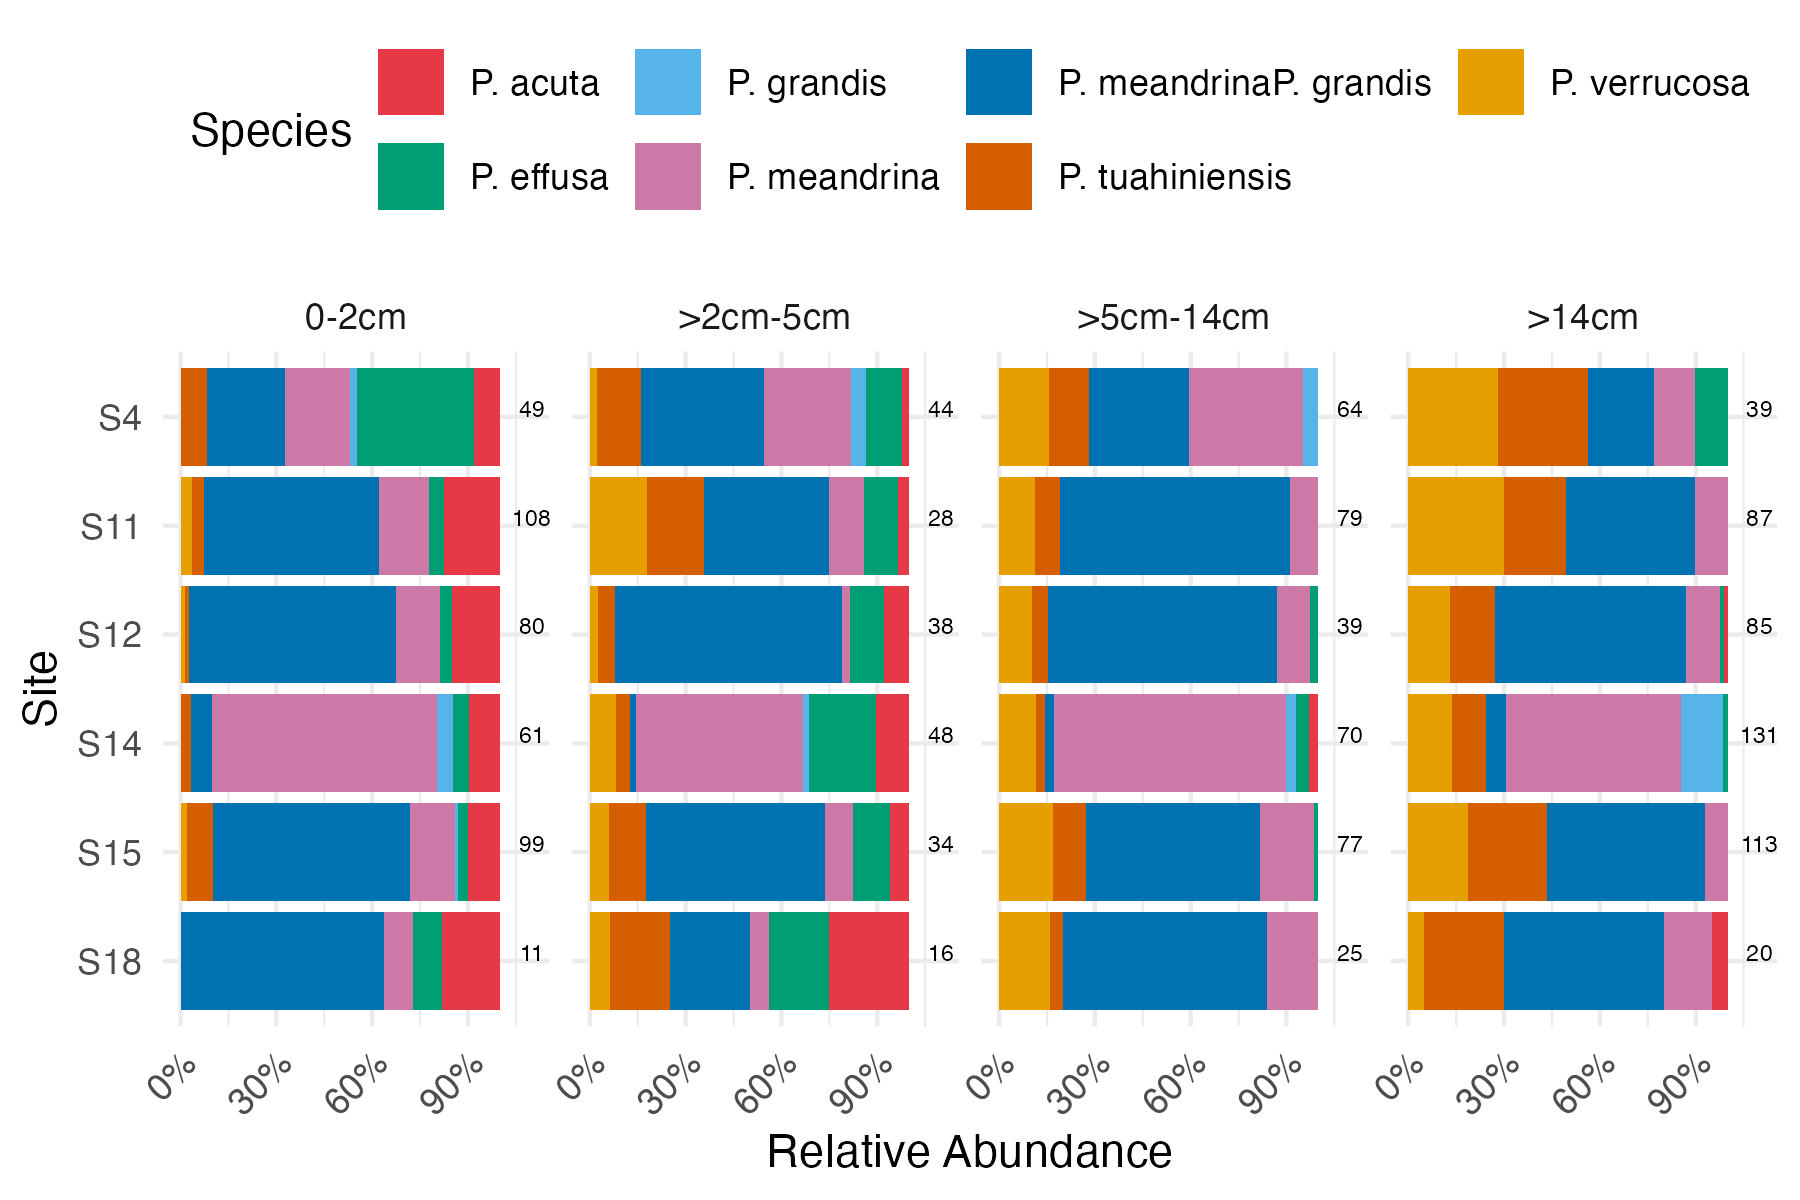 Species
P. acuta P. grandis P. meandrinaP. grandis P. verrucosa
P. effusa P. meandrina P. tuahiniensis
0-2cm >2cm-5cm >5cm-14cm >14cm
S4 49 44 64 39
S11 108 28 79 87
S12 80 38 39 85
S14 61 48 70 131
S15 99 34 77 113
S18 11 16 25 20
Site
0% 30% 60% 90% 0% 30% 60% 90% 0% 30% 60% 90% 0% 30% 60% 90%
Relative Abundance